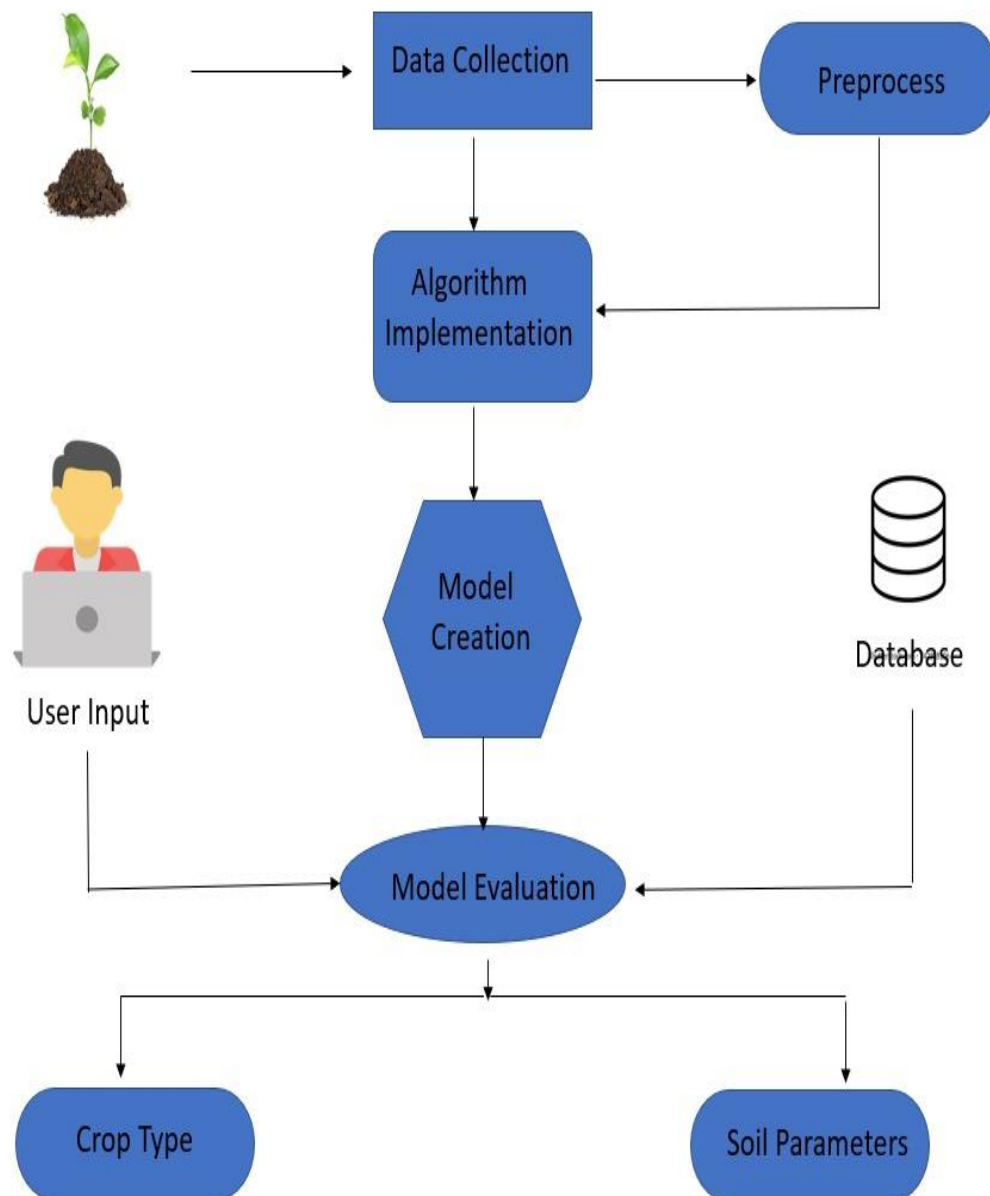 Data Collection
Preprocess
Algorithm
Implementation
Model
Creation
User Input
Database
Model Evaluation
Crop Type
Soil Parameters